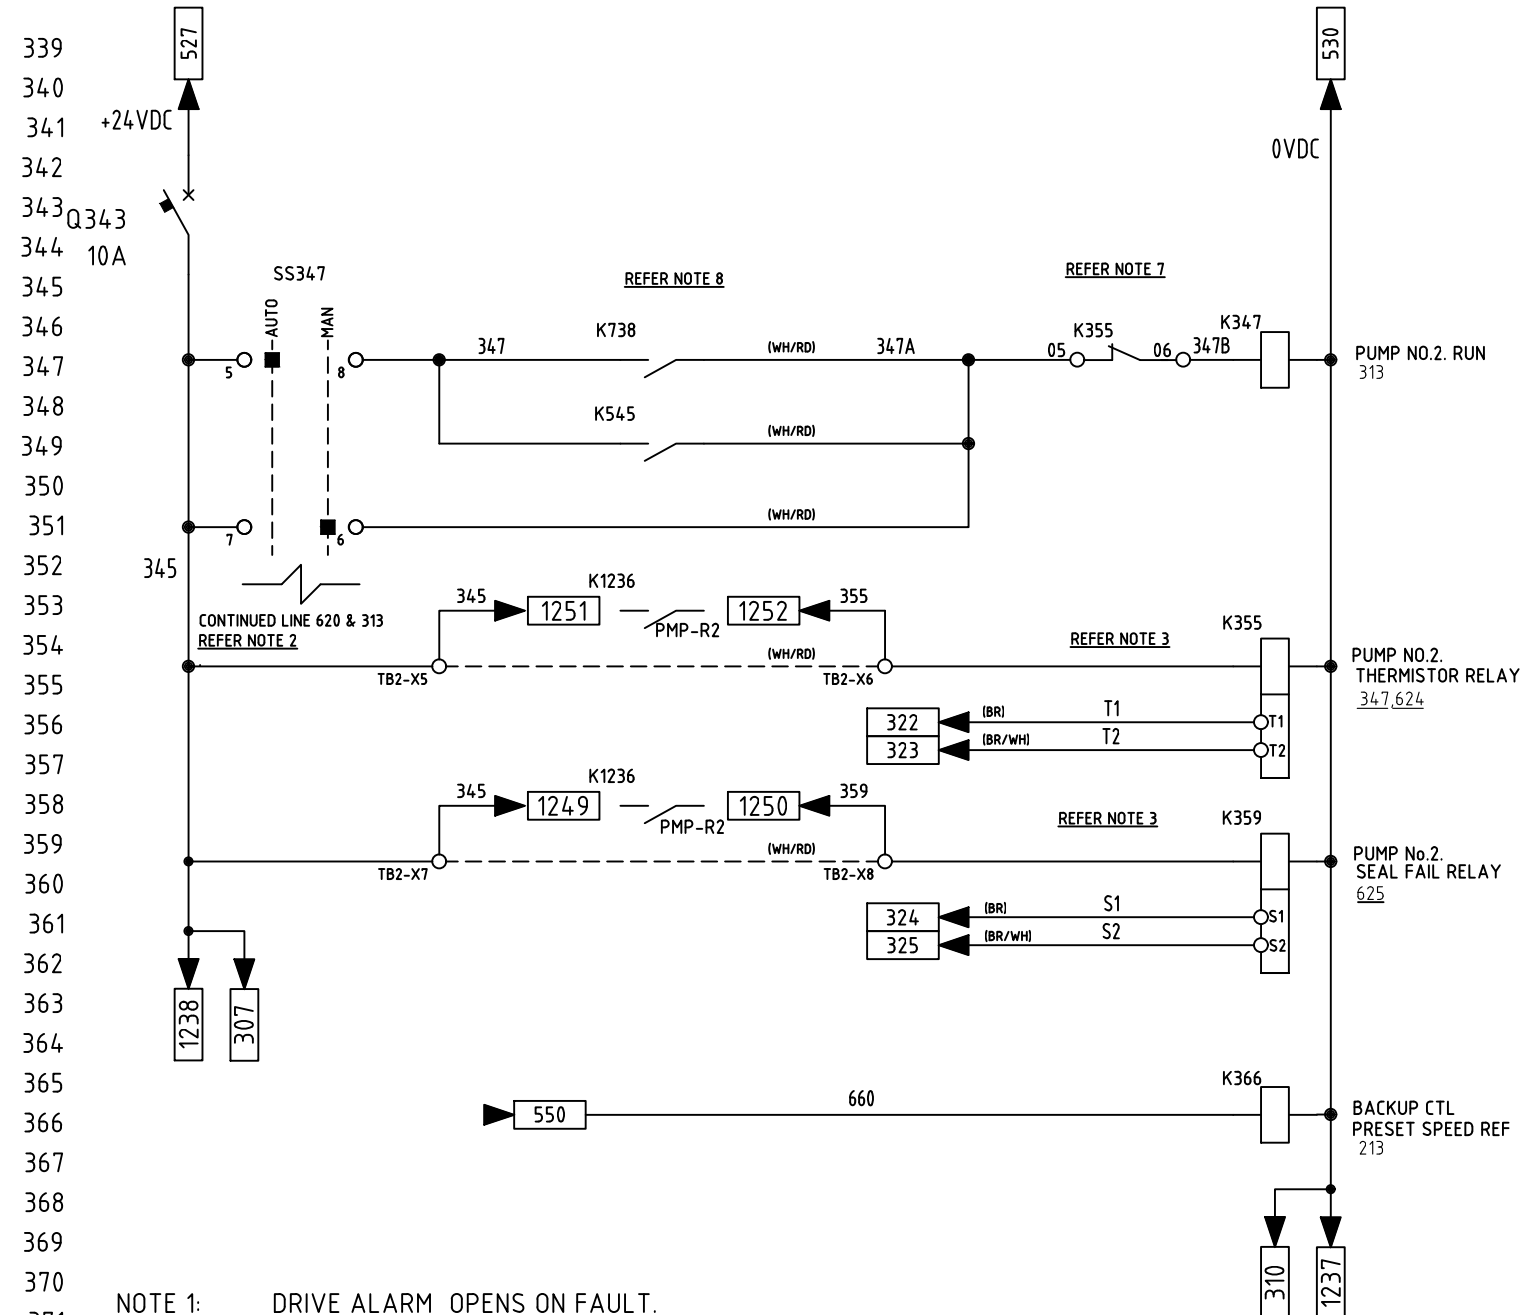 339
527
530
340
341
+24VDC
342
0VDC
343
Q343
344
10A
SS347
345
REFER NOTE 8
REFER NOTE 7
346
AUTO
MAN
K738
K355
K347
347
5
8
347
(WH/RD)
347A
05
06
347B
PUMP NO.2. RUN
313
348
K545
349
(WH/RD)
350
351
7
6
(WH/RD)
352
345
353
345
1251
K1236
PMP-R2
1252
355
CONTINUED LINE 620 & 313
REFER NOTE 2
354
(WH/RD)
REFER NOTE 3
K355
355
TB2-X5
TB2-X6
PUMP NO.2.
THERMISTOR RELAY
347,624
356
322
(BR)
T1
T1
323
(BR/WH)
T2
T2
357
358
345
1249
K1236
PMP-R2
1250
359
359
(WH/RD)
REFER NOTE 3
K359
360
TB2-X7
TB2-X8
PUMP No.2.
SEAL FAIL RELAY
625
361
324
(BR)
S1
S1
325
(BR/WH)
S2
S2
362
363
1238
307
364
365
K366
366
550
660
BACKUP CTL
PRESET SPEED REF
213
367
368
369
370
310
1237
NOTE 1: DRIVE ALARM OPENS ON FAULT.